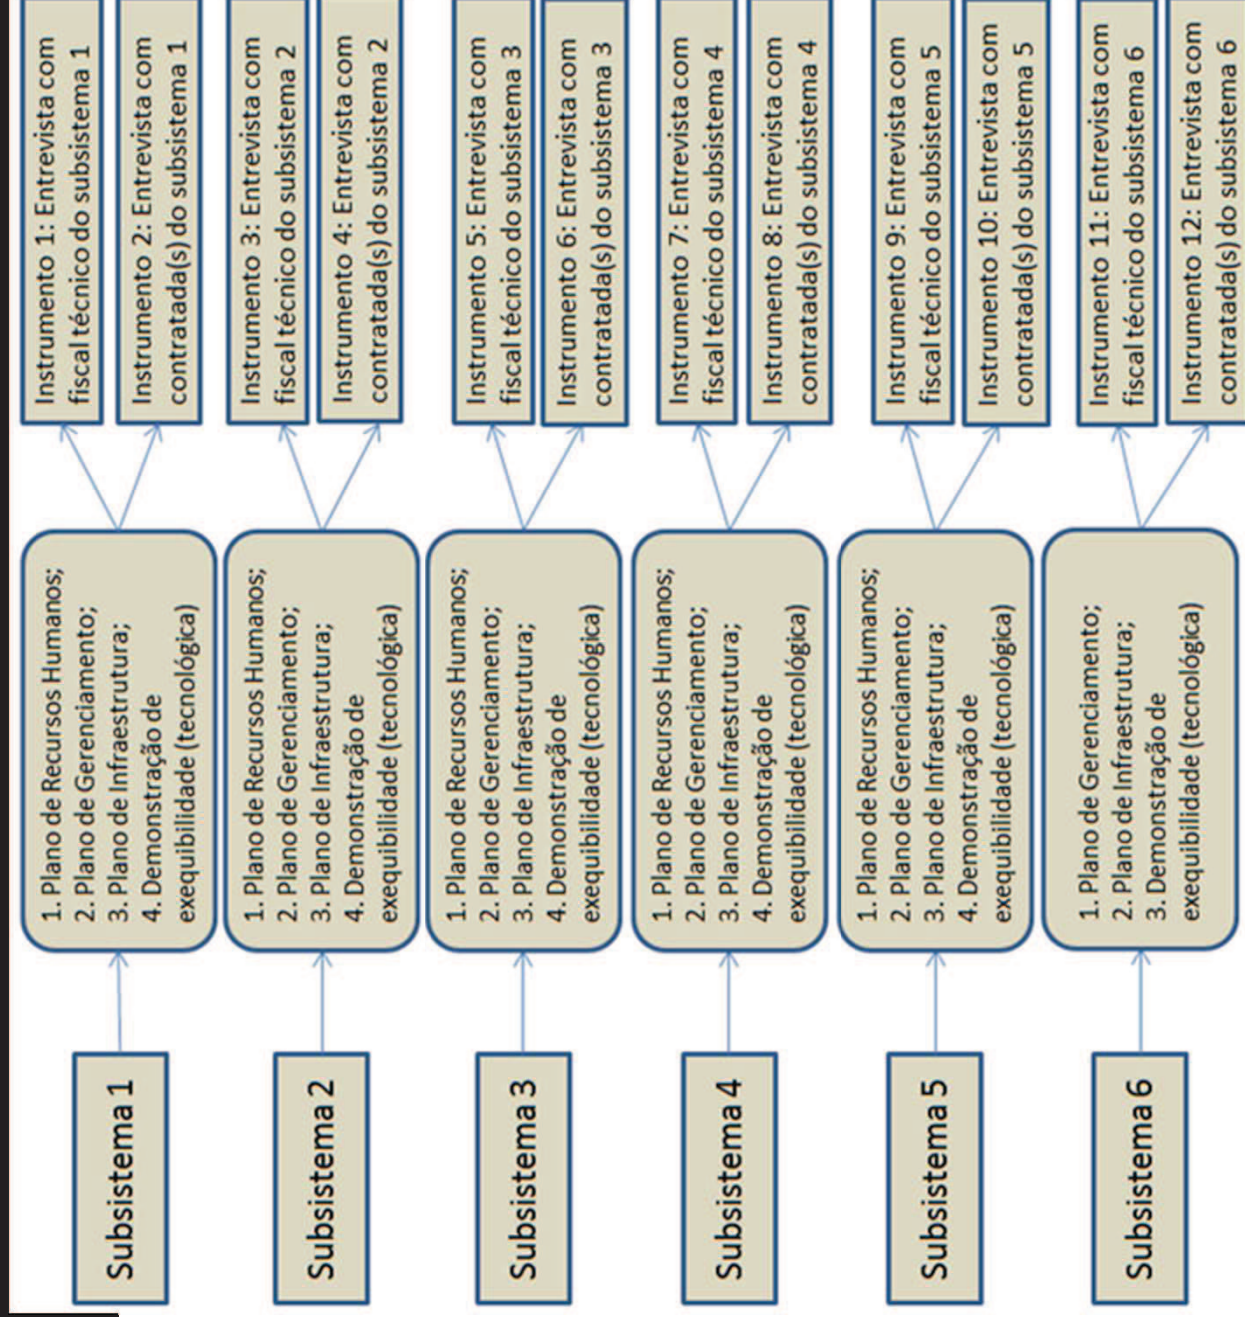 Subsistema 1
1. Plano de Recursos Humanos;
2. Plano de Gerenciamento;
3. Plano de Infraestrutura;
4. Demonstração de
exequibilidade (tecnológica)
Instrumento 1: Entrevista com
fiscal técnico do subsistema 1
Instrumento 2: Entrevista com
contratada(s) do subsistema 1
Subsistema 2
1. Plano de Recursos Humanos;
2. Plano de Gerenciamento;
3. Plano de Infraestrutura;
4. Demonstração de
exequibilidade (tecnológica)
Instrumento 3: Entrevista com
fiscal técnico do subsistema 2
Instrumento 4: Entrevista com
contratada(s) do subsistema 2
Subsistema 3
1. Plano de Recursos Humanos;
2. Plano de Gerenciamento;
3. Plano de Infraestrutura;
4. Demonstração de
exequibilidade (tecnológica)
Instrumento 5: Entrevista com
fiscal técnico do subsistema 3
Instrumento 6: Entrevista com
contratada(s) do subsistema 3
Subsistema 4
1. Plano de Recursos Humanos;
2. Plano de Gerenciamento;
3. Plano de Infraestrutura;
4. Demonstração de
exequibilidade (tecnológica)
Instrumento 7: Entrevista com
fiscal técnico do subsistema 4
Instrumento 8: Entrevista com
contratada(s) do subsistema 4
Subsistema 5
1. Plano de Recursos Humanos;
2. Plano de Gerenciamento;
3. Plano de Infraestrutura;
4. Demonstração de
exequibilidade (tecnológica)
Instrumento 9: Entrevista com
fiscal técnico do subsistema 5
Instrumento 10: Entrevista com
contratada(s) do subsistema 5
Subsistema 6
1. Plano de Gerenciamento;
2. Plano de Infraestrutura;
3. Demonstração de
exequibilidade (tecnológica)
Instrumento 11: Entrevista com
fiscal técnico do subsistema 6
Instrumento 12: Entrevista com
contratada(s) do subsistema 6